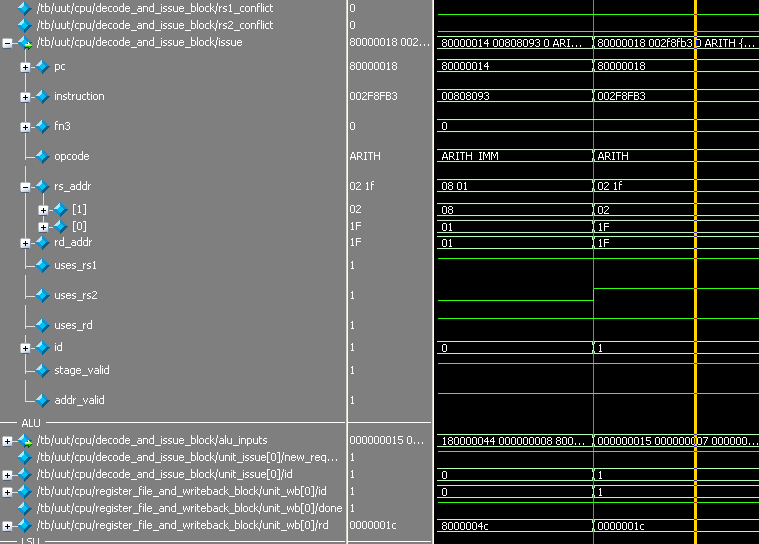 /tb/uut/cpu/decode_and_issue_block/rs1_conflict 0
/tb/uut/cpu/decode_and_issue_block/rs2_conflict 0
/tb/uut/cpu/decode_and_issue_block/issue 80000018 002... 80000014 00808093 0 ARI... 80000018 002f8fb3 0 ARITH {...
pc 80000018 80000014 80000018
instruction 002F8FB3 00808093 002F8FB3
fn3 0 0
opcode ARITH ARITH_IMM ARITH
rs_addr 02 1f 08 01 02 1f
[1] 02 08 02
[0] 1F 01 1F
rd_addr 1F 01 1F
uses_rs1 1
uses_rs2 1
uses_rd 1
id 1 0 1
stage_valid 1
addr_valid 1
ALU
/tb/uut/cpu/decode_and_issue_block/alu_inputs 000000015 0... 180000044 000000008 800... 000000015 000000007 000000...
/tb/uut/cpu/decode_and_issue_block/unit_issue[0]/new_req... 1
/tb/uut/cpu/decode_and_issue_block/unit_issue[0]/id 1 0 1
/tb/uut/cpu/register_file_and_writeback_block/unit_wb[0]/id 1 0 1
/tb/uut/cpu/register_file_and_writeback_block/unit_wb[0]/done 1
/tb/uut/cpu/register_file_and_writeback_block/unit_wb[0]/rd 0000001c 8000004c 0000001c
LSU